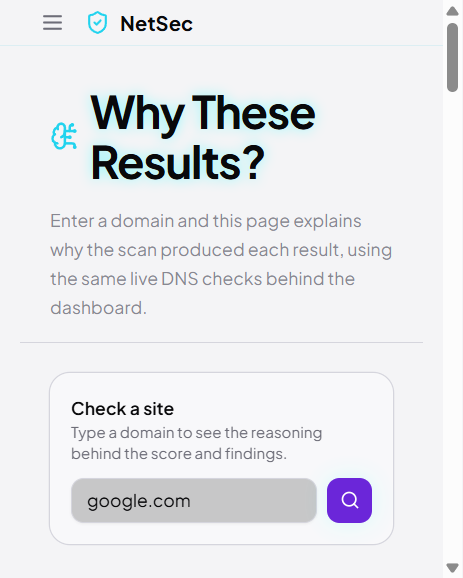 NetSec
Why These
Results?
Enter a domain and this page explains
why the scan produced each result, using
the same live DNS checks behind the
dashboard.
Check a site
Type a domain to see the reasoning
behind the score and findings.
google.com